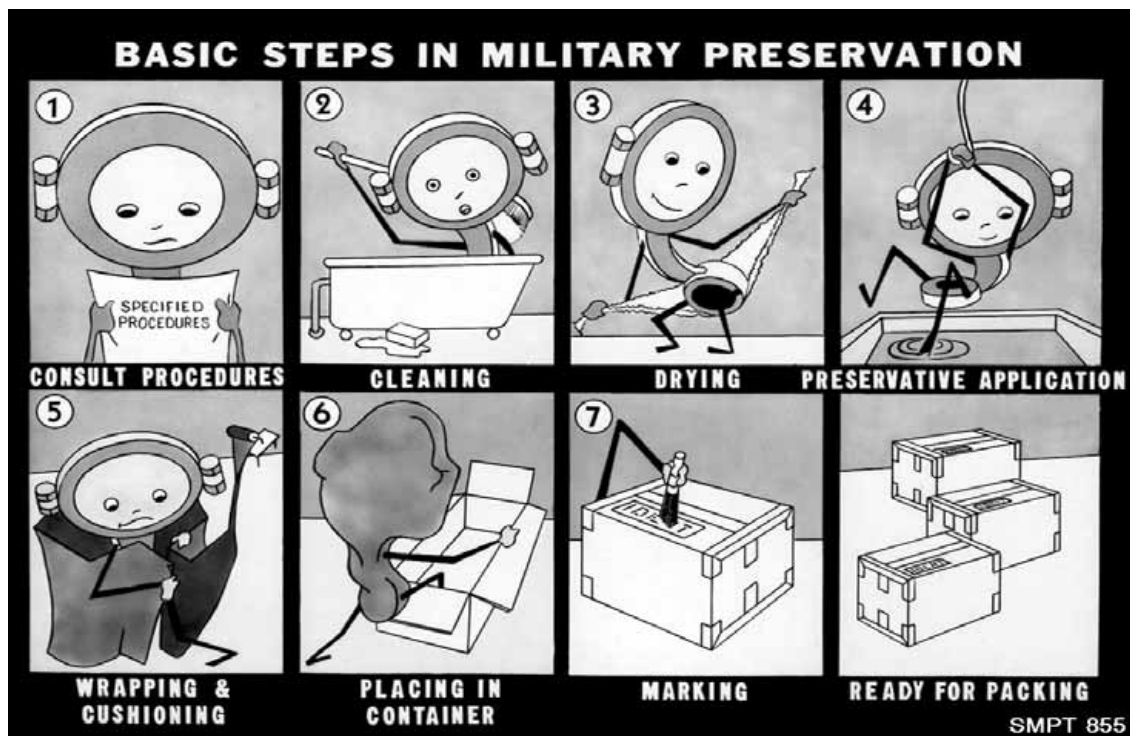 BASIC STEPS IN MILITARY PRESERVATION
1
2
3
4
SPECIFIED
PROCEDURES
CONSULT PROCEDURES
CLEANING
DRYING
PRESERVATIVE APPLICATION
5
6
7
IDENT
WRAPPING &
CUSHIONING
PLACING IN
CONTAINER
MARKING
READY FOR PACKING
SMPT 855